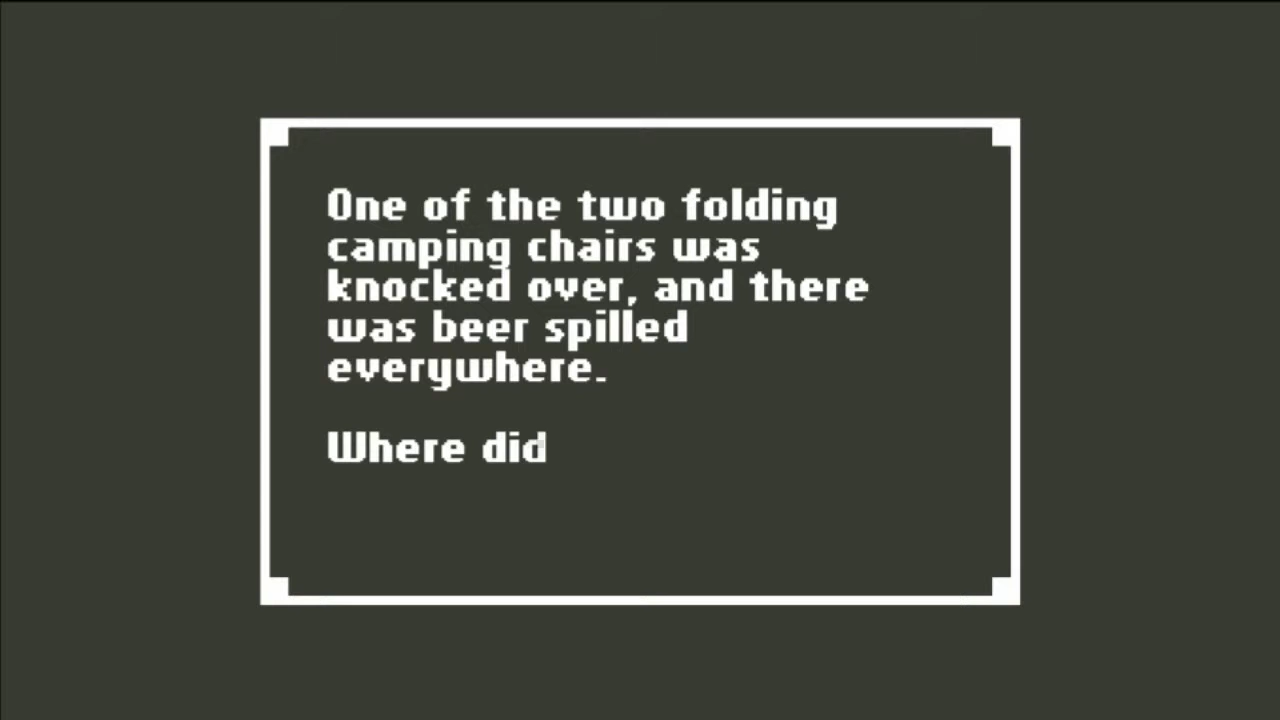 One of the two folding
camping chairs was
knocked over, and there
was beer spilled
everywhere.
Where did